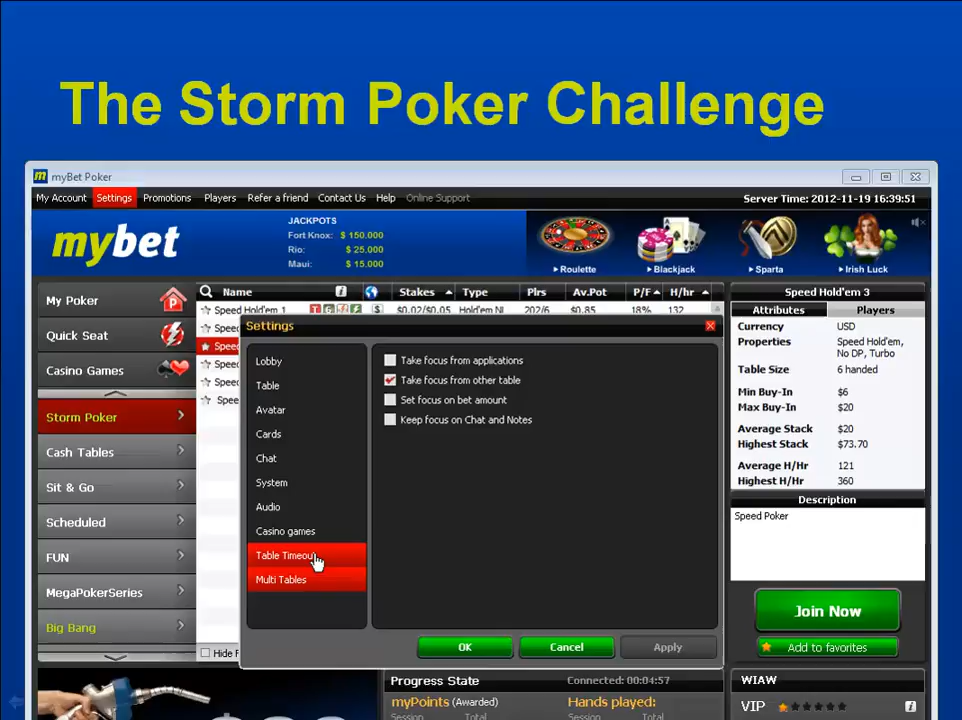 The Storm Poker Challenge
myBet Poker
My Account Settings Promotions Players Refer a friend Contact Us Help Online Support Server Time: 2012-11-19 16:39:51
mybet
JACKPOTS
Fort Knox: $ 150.000
Rio: $ 25.000
Maui: $ 15.000
Roulette Blackjack Sparta Irish Luck
My Poker
Quick Seat
Casino Games
Storm Poker
Cash Tables
Sit & Go
Scheduled
FUN
MegaPokerSeries
Big Bang
Name Stakes Type Plrs Av.Pot P/F H/hr
Speed Hold'em 1 $0.02/$0.05 Hold'em NL 202/6 $0.85 18% 132
Spee
Spee
Spee
Spee
Spee
Hide F
Settings
Lobby
Table
Avatar
Cards
Chat
System
Audio
Casino games
Table Timeou
Multi Tables
Take focus from applications
Take focus from other table
Set focus on bet amount
Keep focus on Chat and Notes
OK Cancel Apply
Speed Hold'em 3
Attributes Players
Currency USD
Properties Speed Hold'em,
No DP, Turbo
Table Size 6 handed
Min Buy-In $6
Max Buy-In $20
Average Stack $20
Highest Stack $73.70
Average H/Hr 121
Highest H/Hr 360
Description
Speed Poker
Join Now
Add to favorites
Progress State Connected: 00:04:57
myPoints (Awarded) Hands played:
Session Total Session Total
WIAW
VIP